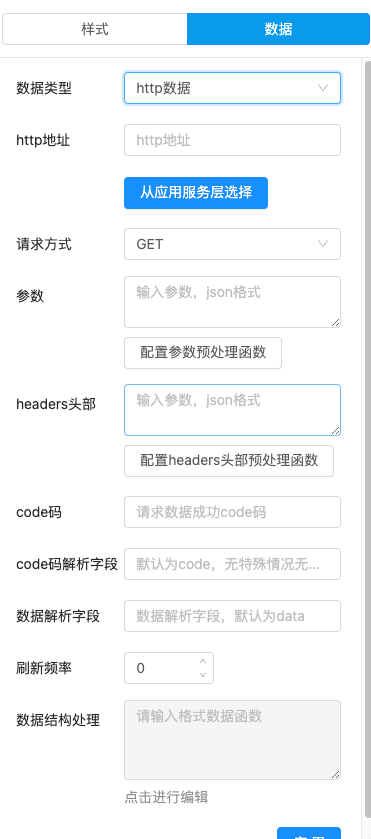 样式 数据
数据类型 http数据
http地址 http地址
从应用服务层选择
请求方式 GET
参数 输入参数，json格式
配置参数预处理函数
headers头部 输入参数，json格式
配置headers头部预处理函数
code码 请求数据成功code码
code码解析字段 默认为code，无特殊情况无...
数据解析字段 数据解析字段，默认为data
刷新频率 0
数据结构处理 请输入格式数据函数
点击进行编辑